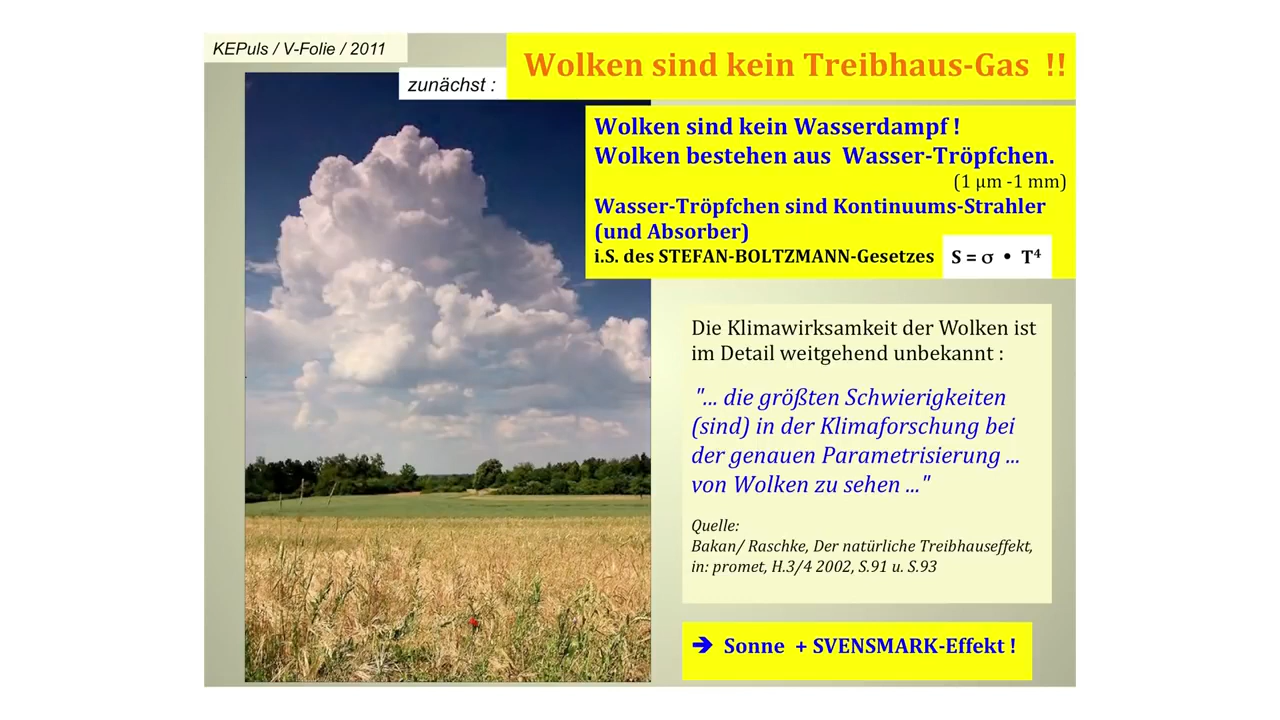 KEPuls / V-Folie / 2011
zunächst :
Wolken sind kein Treibhaus-Gas !!
Wolken sind kein Wasserdampf !
Wolken bestehen aus Wasser-Tröpfchen.
(1 µm -1 mm)
Wasser-Tröpfchen sind Kontinuums-Strahler
(und Absorber)
i.S. des STEFAN-BOLTZMANN-Gesetzes S = σ • T⁴
Die Klimawirksamkeit der Wolken ist
im Detail weitgehend unbekannt :
"... die größten Schwierigkeiten
(sind) in der Klimaforschung bei
der genauen Parametrisierung ...
von Wolken zu sehen ..."
Quelle:
Bakan/ Raschke, Der natürliche Treibhauseffekt,
in: promet, H.3/4 2002, S.91 u. S.93
➔ Sonne + SVENSMARK-Effekt !